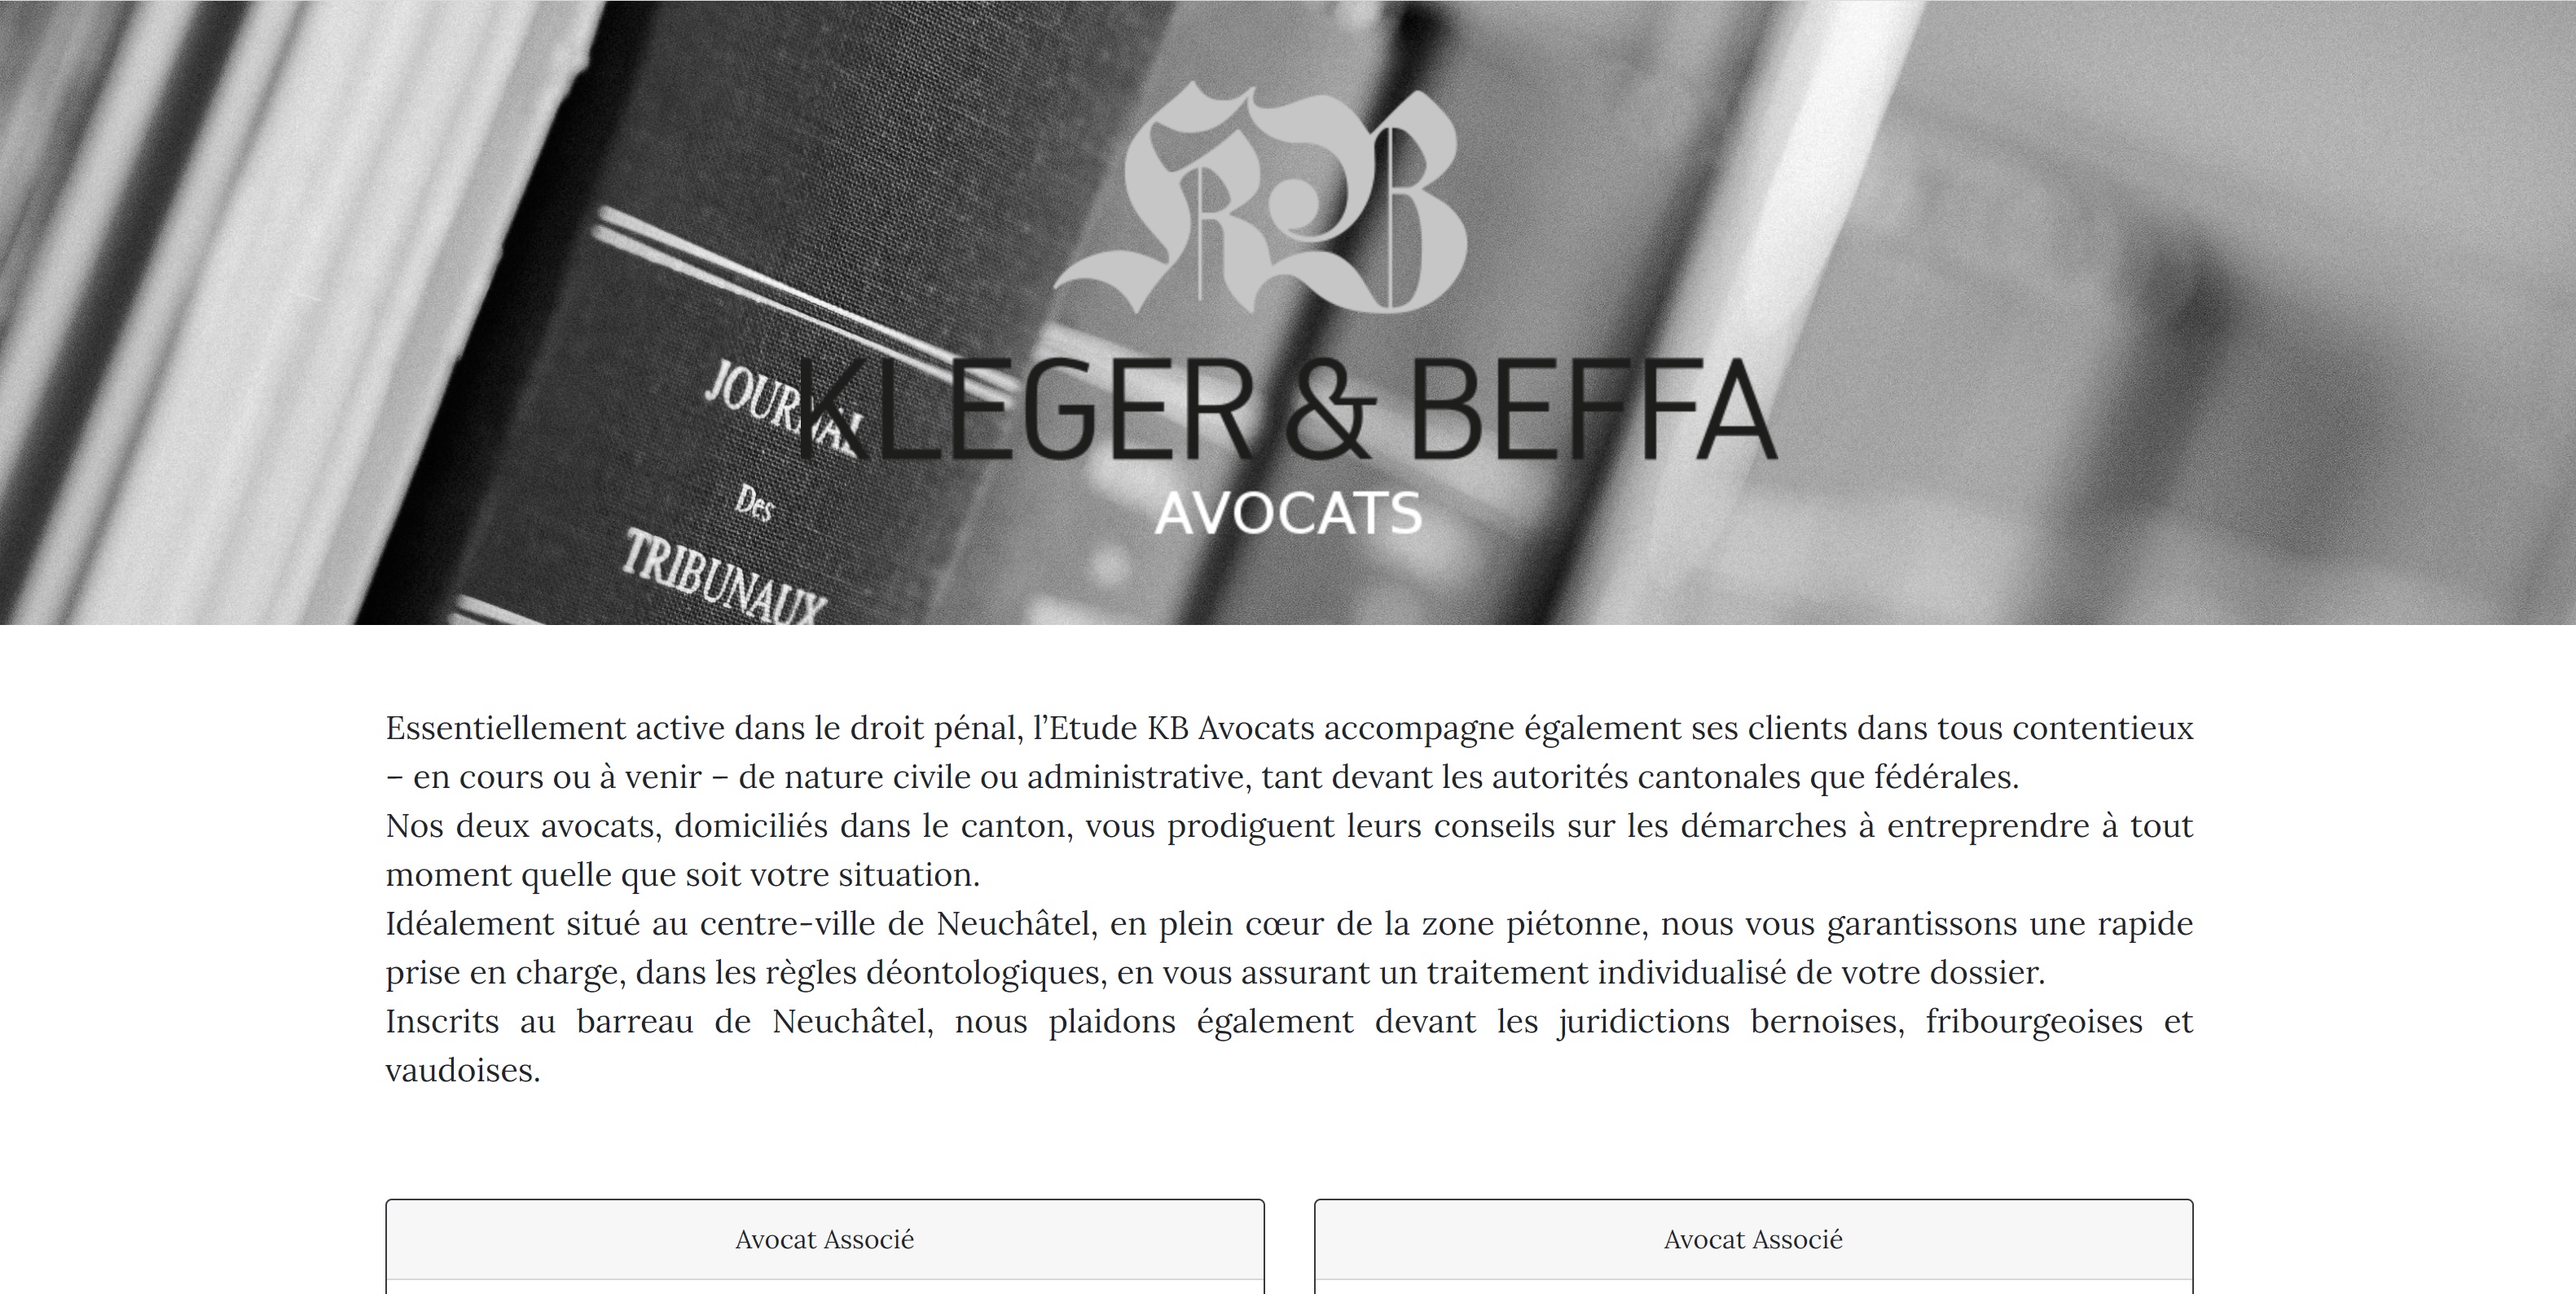 KB
KLEGER & BEFFA
AVOCATS
JOURNAL
Des
TRIBUNAUX
Essentiellement active dans le droit pénal, l’Etude KB Avocats accompagne également ses clients dans tous contentieux
– en cours ou à venir – de nature civile ou administrative, tant devant les autorités cantonales que fédérales.
Nos deux avocats, domiciliés dans le canton, vous prodiguent leurs conseils sur les démarches à entreprendre à tout
moment quelle que soit votre situation.
Idéalement situé au centre-ville de Neuchâtel, en plein cœur de la zone piétonne, nous vous garantissons une rapide
prise en charge, dans les règles déontologiques, en vous assurant un traitement individualisé de votre dossier.
Inscrits au barreau de Neuchâtel, nous plaidons également devant les juridictions bernoises, fribourgeoises et
vaudoises.
Avocat Associé
Avocat Associé